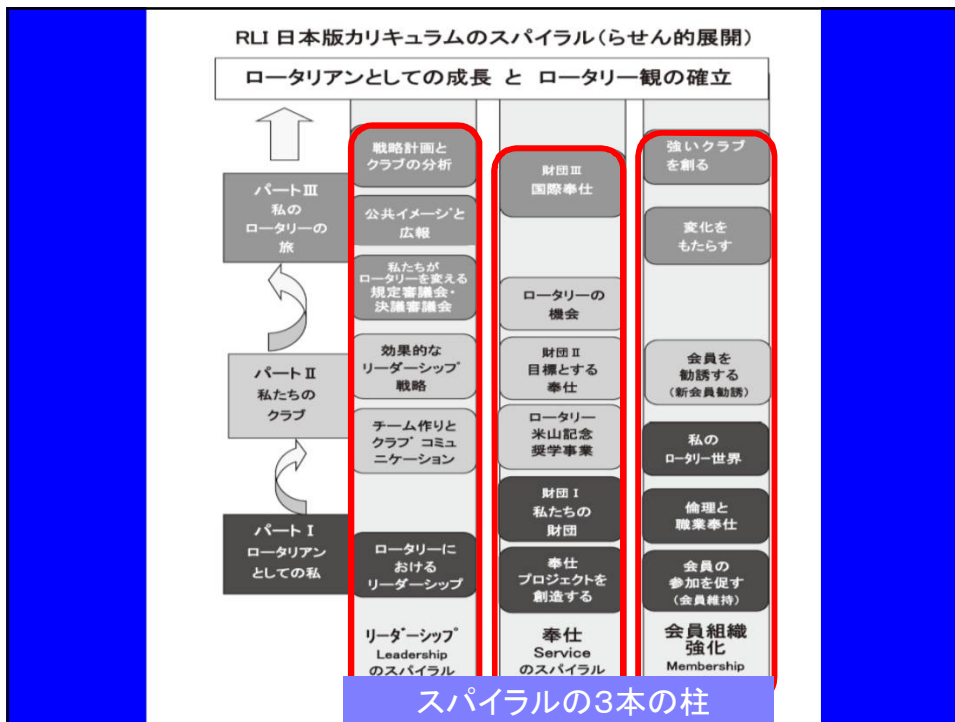 RLI 日本版カリキュラムのスパイラル(らせん的展開)
ロータリアンとしての成長 と ロータリー観の確立
パートⅢ
私の
ロータリーの
旅
パートⅡ
私たちの
クラブ
パートⅠ
ロータリアン
としての私
戦略計画と
クラブの分析
公共イメージと
広報
私たちが
ロータリーを変える
規定審議会・
決議審議会
効果的な
リーダーシップ
戦略
チーム作りと
クラブ コミュ
ニケーション
ロータリーに
おける
リーダーシップ
リーダーシップ
Leadership
のスパイラル
財団Ⅲ
国際奉仕
ロータリーの
機会
財団Ⅱ
目標とする
奉仕
ロータリー
米山記念
奨学事業
財団Ⅰ
私たちの
財団
奉仕
プロジェクトを
創造する
奉仕
Service
のスパイラル
強いクラブ
を創る
変化を
もたらす
会員を
勧誘する
(新会員勧誘)
私の
ロータリー世界
倫理と
職業奉仕
会員の
参加を促す
(会員維持)
会員組織
強化
Membership
スパイラルの3本の柱